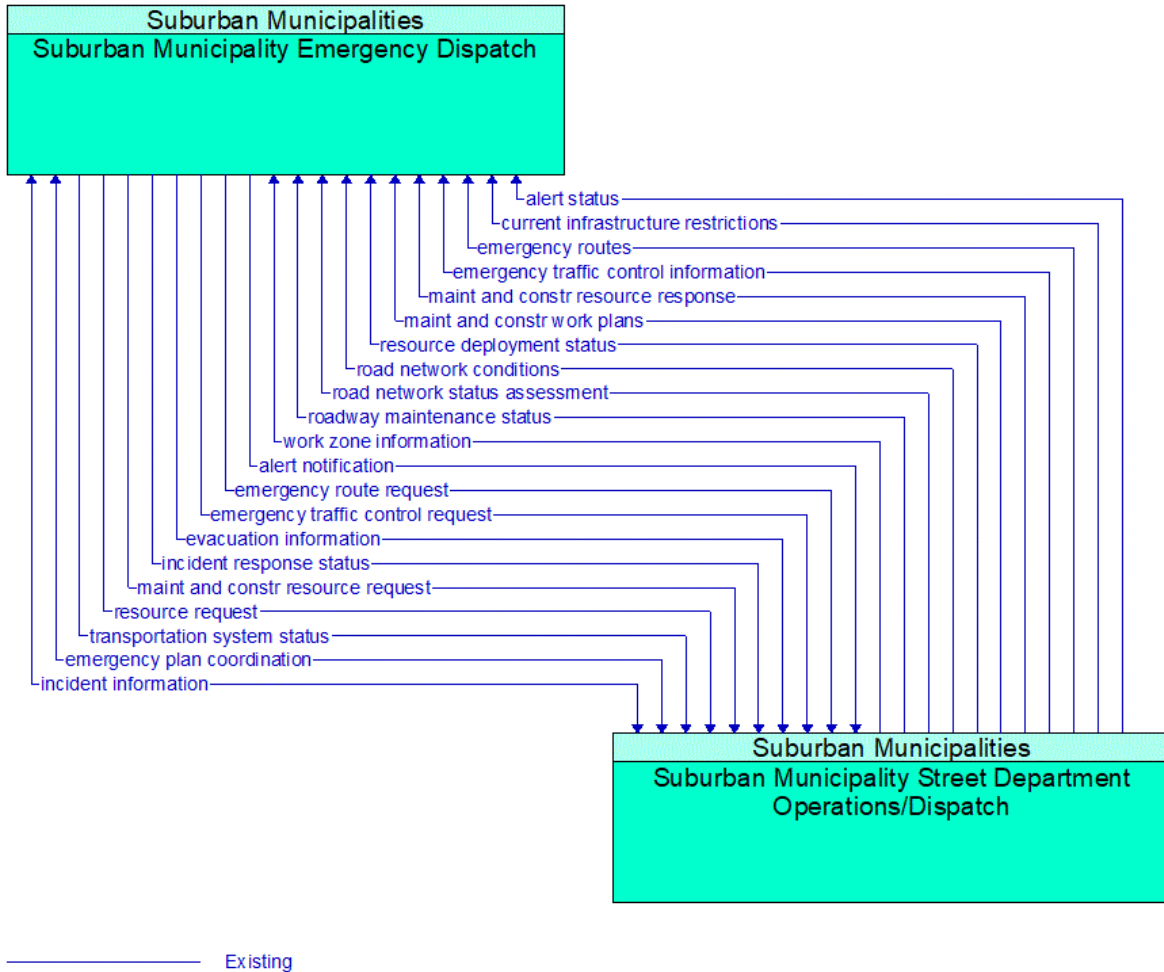 Suburban Municipalities
Suburban Municipality Emergency Dispatch
alert status
current infrastructure restrictions
emergency routes
emergency traffic control information
maint and constr resource response
maint and constr work plans
resource deployment status
road network conditions
road network status assessment
roadway maintenance status
work zone information
alert notification
emergency route request
emergency traffic control request
evacuation information
incident response status
maint and constr resource request
resource request
transportation system status
emergency plan coordination
incident information
Suburban Municipalities
Suburban Municipality Street Department
Operations/Dispatch
Existing